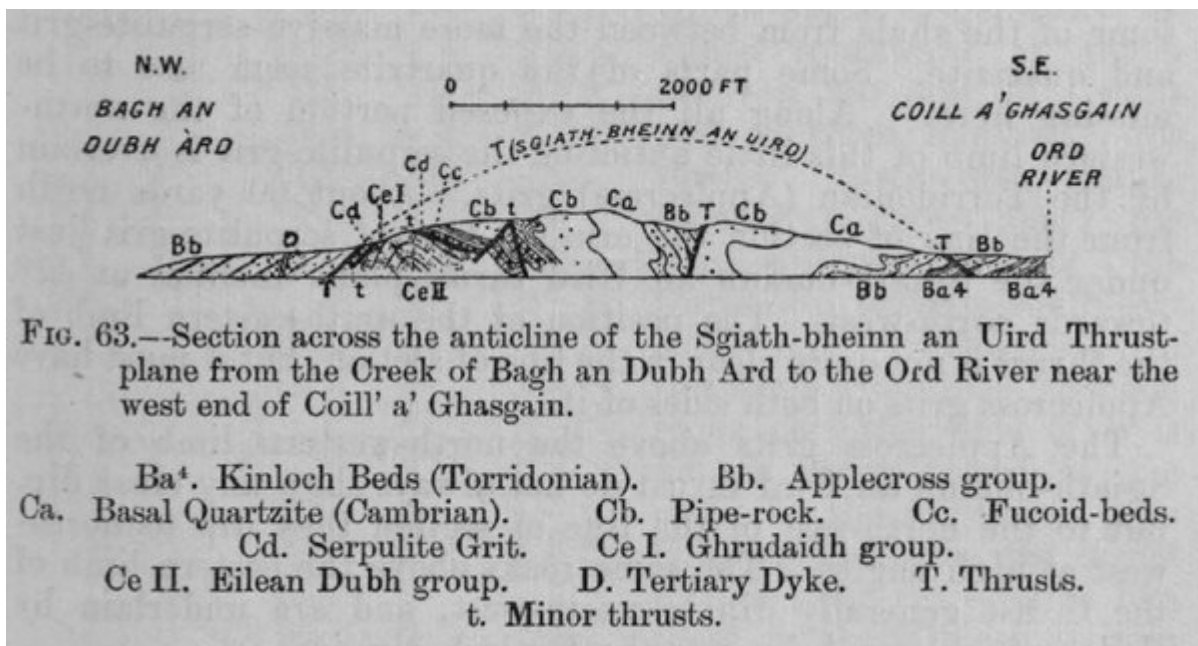 N.W.
S.E.
0 2000 FT
BAGH AN
DUBH ÀRD
COILL A'GHASGAIN
ORD
RIVER
T (SGIATH-BHEINN AN UIRD)
Cd Cc
CeI
Cd t Cb t Cb Ca Bb T Cb Ca T Bb
Bb D
T t CeII Bb Ba4 Ba4
FIG. 63.—Section across the anticline of the Sgiath-bheinn an Uird Thrust-
plane from the Creek of Bagh an Dubh Ard to the Ord River near the
west end of Coill' a' Ghasgain.
Ba⁴. Kinloch Beds (Torridonian). Bb. Applecross group.
Ca. Basal Quartzite (Cambrian). Cb. Pipe-rock. Cc. Fucoid-beds.
Cd. Serpulite Grit. Ce I. Ghrudaidh group.
Ce II. Eilean Dubh group. D. Tertiary Dyke. T. Thrusts.
t. Minor thrusts.